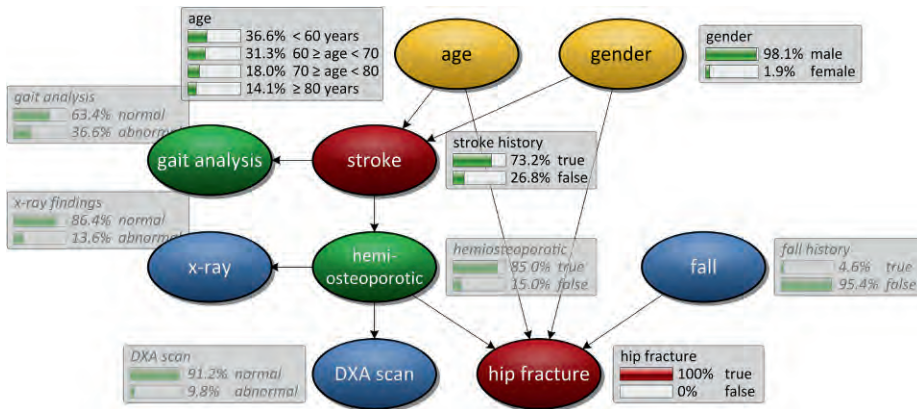 age
36.6% < 60 years
31.3% 60 ≥ age < 70
18.0% 70 ≥ age < 80
14.1% ≥ 80 years
age
gender
gender
98.1% male
1.9% female
gait analysis
63.4% normal
36.6% abnormal
gait analysis
stroke
stroke history
73.2% true
26.8% false
x-ray findings
86.4% normal
13.6% abnormal
x-ray
hemi-
osteoporotic
hemiosteoporotic
85.0% true
15.0% false
fall
fall history
4.6% true
95.4% false
DXA scan
91.2% normal
9.8% abnormal
DXA scan
hip fracture
hip fracture
100% true
0% false